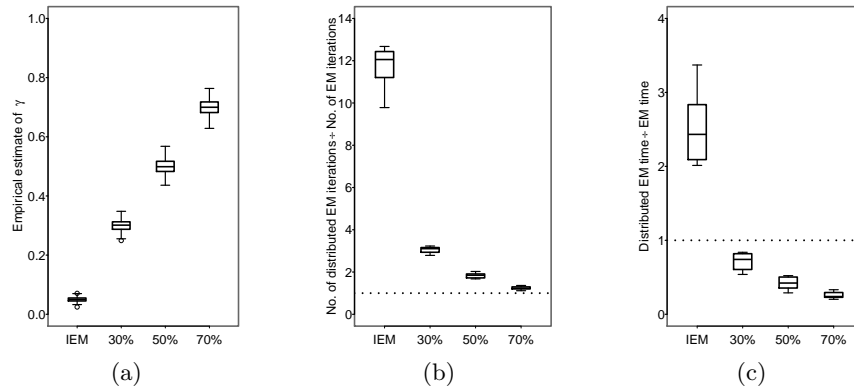 Empirical estimate of γ
1.0
0.8
0.6
0.4
0.2
0.0
IEM 30% 50% 70%
(a)
No. of distributed EM iterations ÷ No. of EM iterations
14
12
10
8
6
4
2
0
IEM 30% 50% 70%
(b)
Distributed EM time ÷ EM time
4
3
2
1
0
IEM 30% 50% 70%
(c)